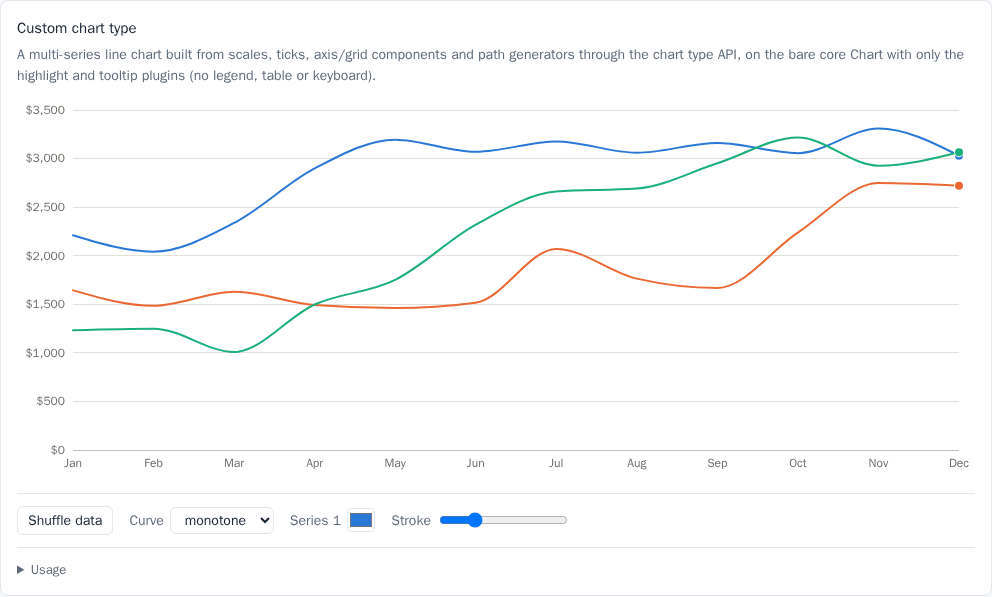 Custom chart type
A multi-series line chart built from scales, ticks, axis/grid components and path generators through the chart type API, on the bare core Chart with only the
highlight and tooltip plugins (no legend, table or keyboard).
$3,500
$3,000
$2,500
$2,000
$1,500
$1,000
$500
$0
Jan Feb Mar Apr May Jun Jul Aug Sep Oct Nov Dec
Shuffle data Curve monotone Series 1 Stroke
Usage